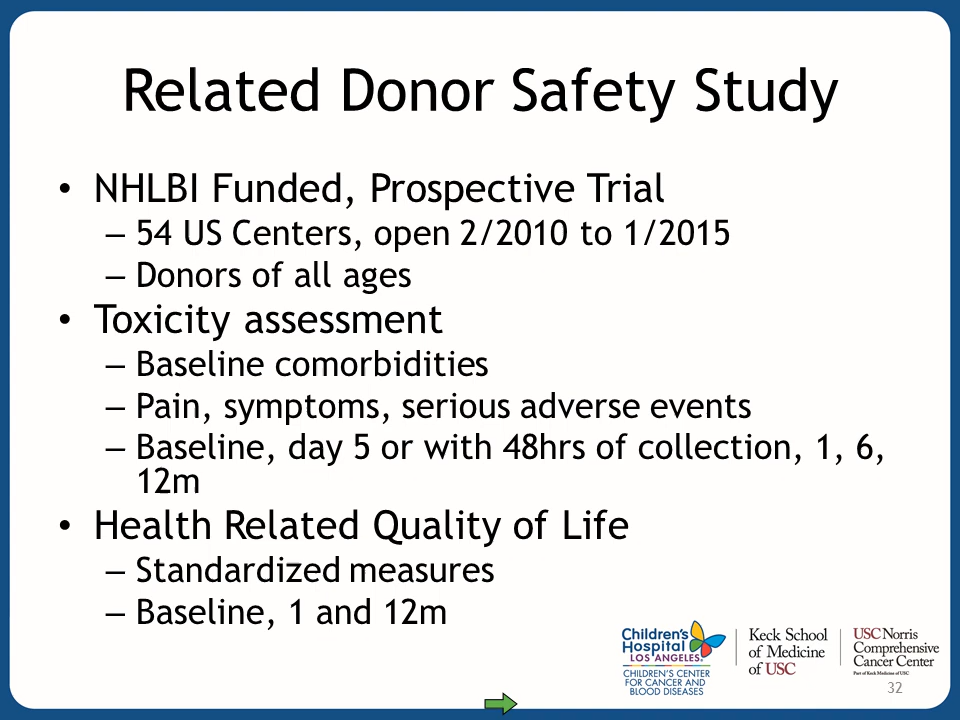 Related Donor Safety Study
• NHLBI Funded, Prospective Trial
– 54 US Centers, open 2/2010 to 1/2015
– Donors of all ages
• Toxicity assessment
– Baseline comorbidities
– Pain, symptoms, serious adverse events
– Baseline, day 5 or with 48hrs of collection, 1, 6,
12m
• Health Related Quality of Life
– Standardized measures
– Baseline, 1 and 12m
Children's
Hospital
LOS ANGELES.
CHILDREN'S CENTER
FOR CANCER AND
BLOOD DISEASES
Keck School
of Medicine
of USC
USC Norris
Comprehensive
Cancer Center
Part of Keck Medicine of USC
32